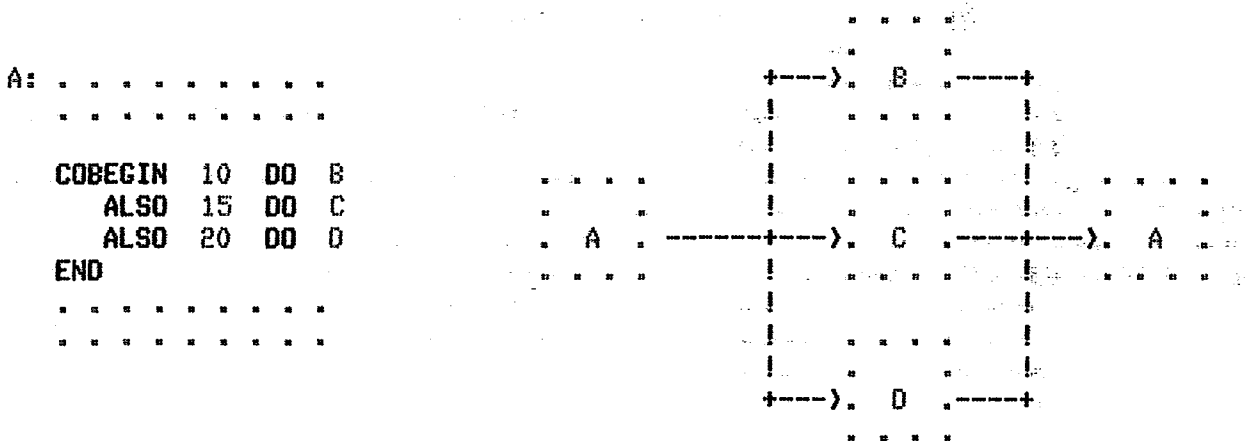 A:
COBEGIN 10 DO B
ALSO 15 DO C
ALSO 20 DO D
END
B
A C A
D